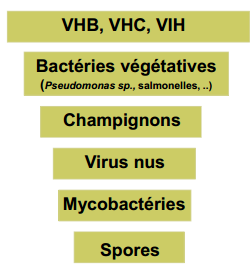 VHB, VHC, VIH
Bactéries végétatives
(Pseudomonas sp., salmonelles, ..)
Champignons
Virus nus
Mycobactéries
Spores